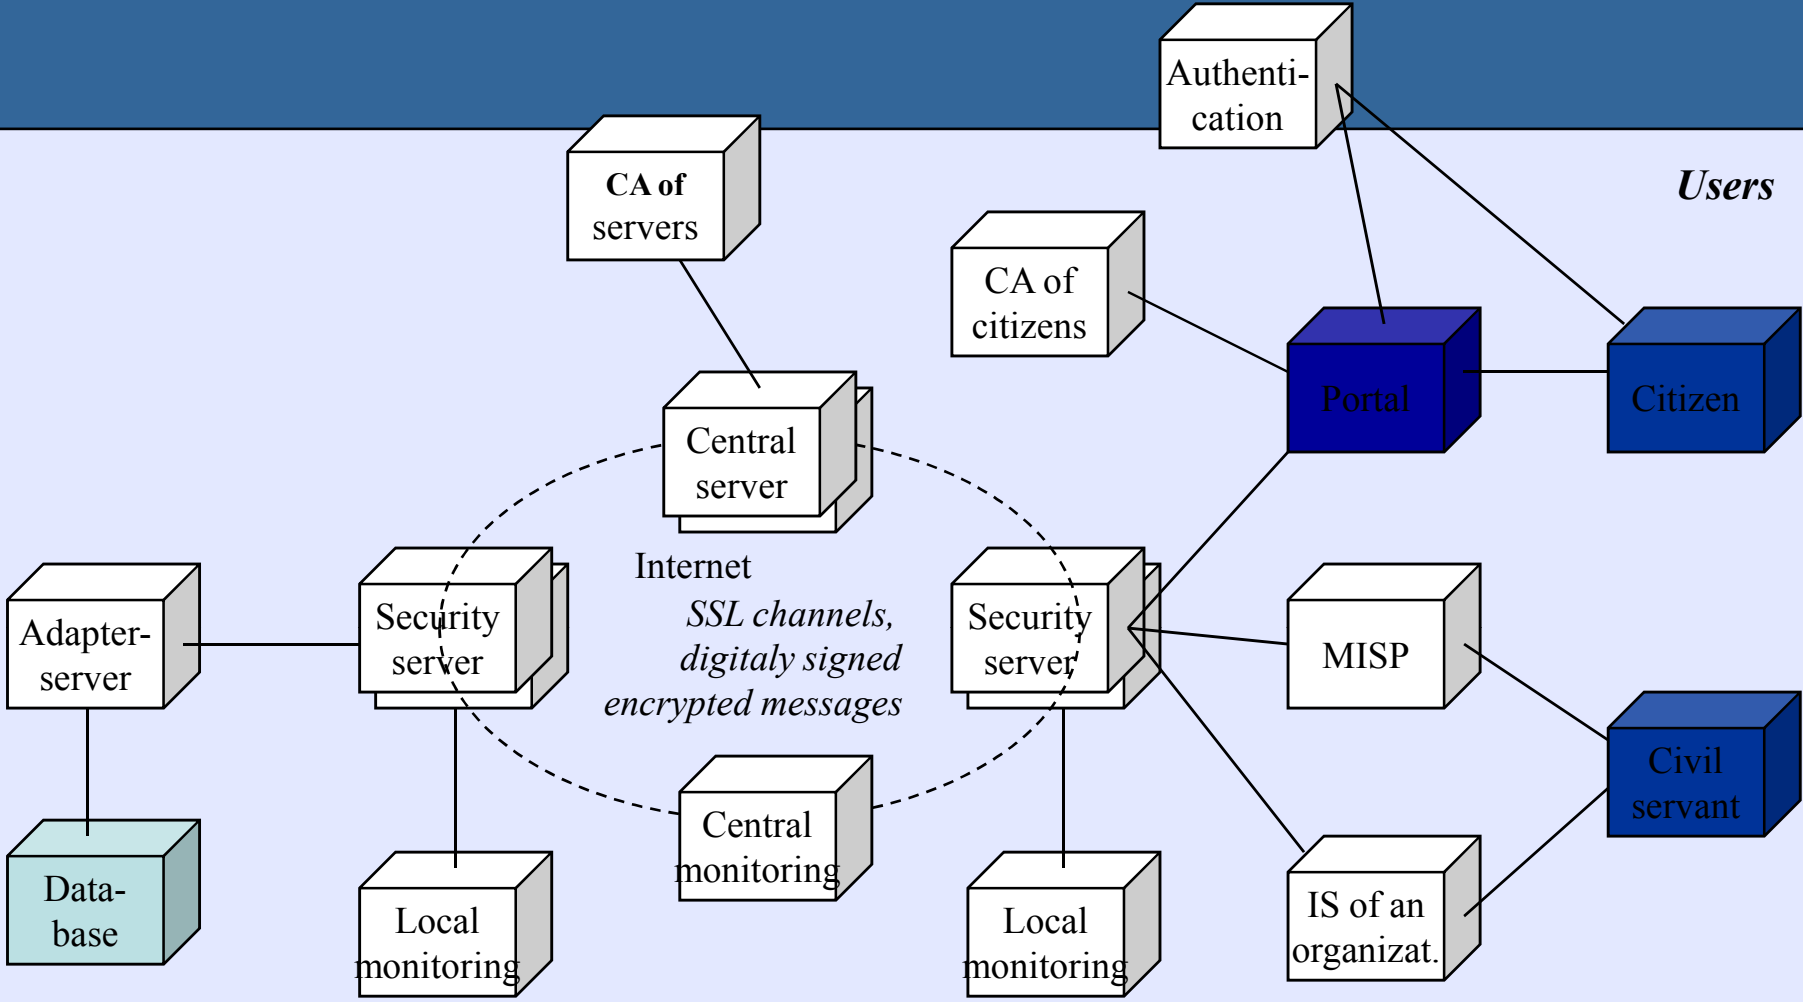 Authenti-
cation
CA of
servers
Users
CA of
citizens
Portal
Citizen
Central
server
Internet
SSL channels,
digitaly signed
encrypted messages
Adapter-
server
Security
server
Security
server
MISP
Civil
servant
Central
monitoring
Data-
base
Local
monitoring
Local
monitoring
IS of an
organizat.